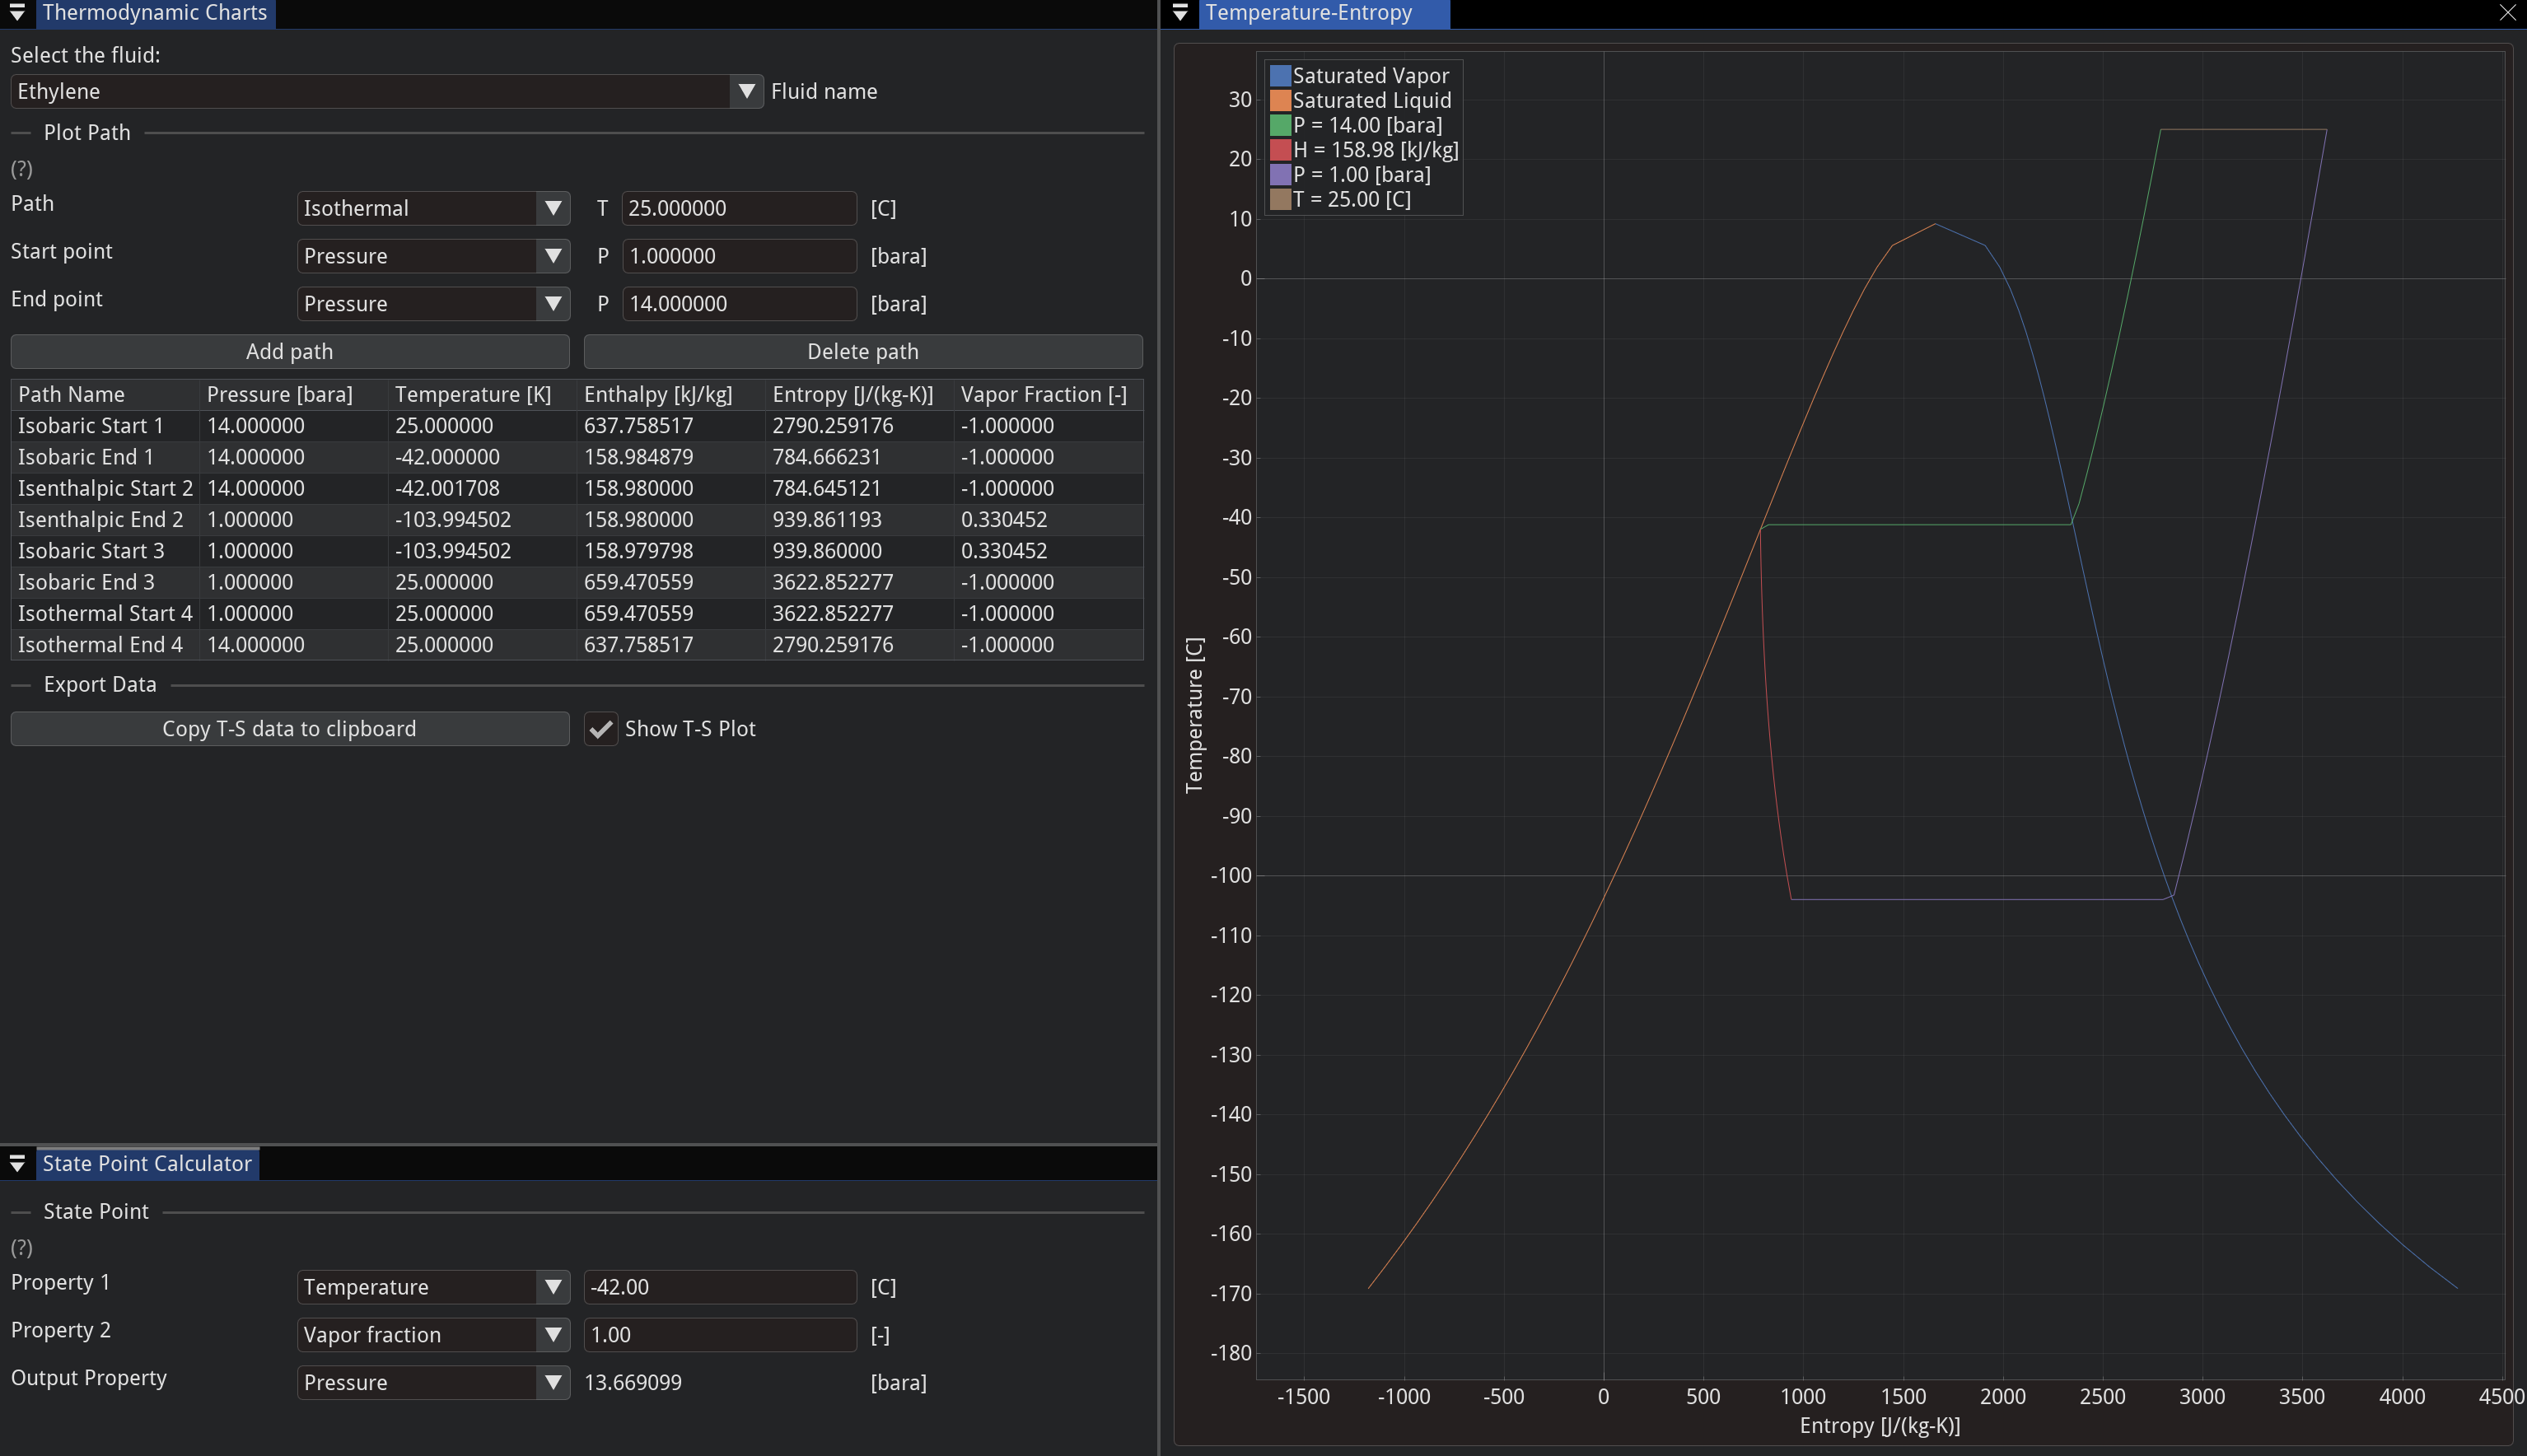 Thermodynamic Charts
Select the fluid:
Ethylene Fluid name
Plot Path
(?)
Path Isothermal T 25.000000 [C]
Start point Pressure P 1.000000 [bara]
End point Pressure P 14.000000 [bara]
Add path Delete path
Path Name Pressure [bara] Temperature [K] Enthalpy [kJ/kg] Entropy [J/(kg-K)] Vapor Fraction [-]
Isobaric Start 1 14.000000 25.000000 637.758517 2790.259176 -1.000000
Isobaric End 1 14.000000 -42.000000 158.984879 784.666231 -1.000000
Isenthalpic Start 2 14.000000 -42.001708 158.980000 784.645121 -1.000000
Isenthalpic End 2 1.000000 -103.994502 158.980000 939.861193 0.330452
Isobaric Start 3 1.000000 -103.994502 158.979798 939.860000 0.330452
Isobaric End 3 1.000000 25.000000 659.470559 3622.852277 -1.000000
Isothermal Start 4 1.000000 25.000000 659.470559 3622.852277 -1.000000
Isothermal End 4 14.000000 25.000000 637.758517 2790.259176 -1.000000
Export Data
Copy T-S data to clipboard Show T-S Plot
State Point Calculator
State Point
(?)
Property 1 Temperature -42.00 [C]
Property 2 Vapor fraction 1.00 [-]
Output Property Pressure 13.669099 [bara]
Temperature-Entropy
Saturated Vapor
Saturated Liquid
P = 14.00 [bara]
H = 158.98 [kJ/kg]
P = 1.00 [bara]
T = 25.00 [C]
30
20
10
0
-10
-20
-30
-40
-50
-60
-70
-80
-90
-100
-110
-120
-130
-140
-150
-160
-170
-180
Temperature [C]
-1500 -1000 -500 0 500 1000 1500 2000 2500 3000 3500 4000 4500
Entropy [J/(kg-K)]